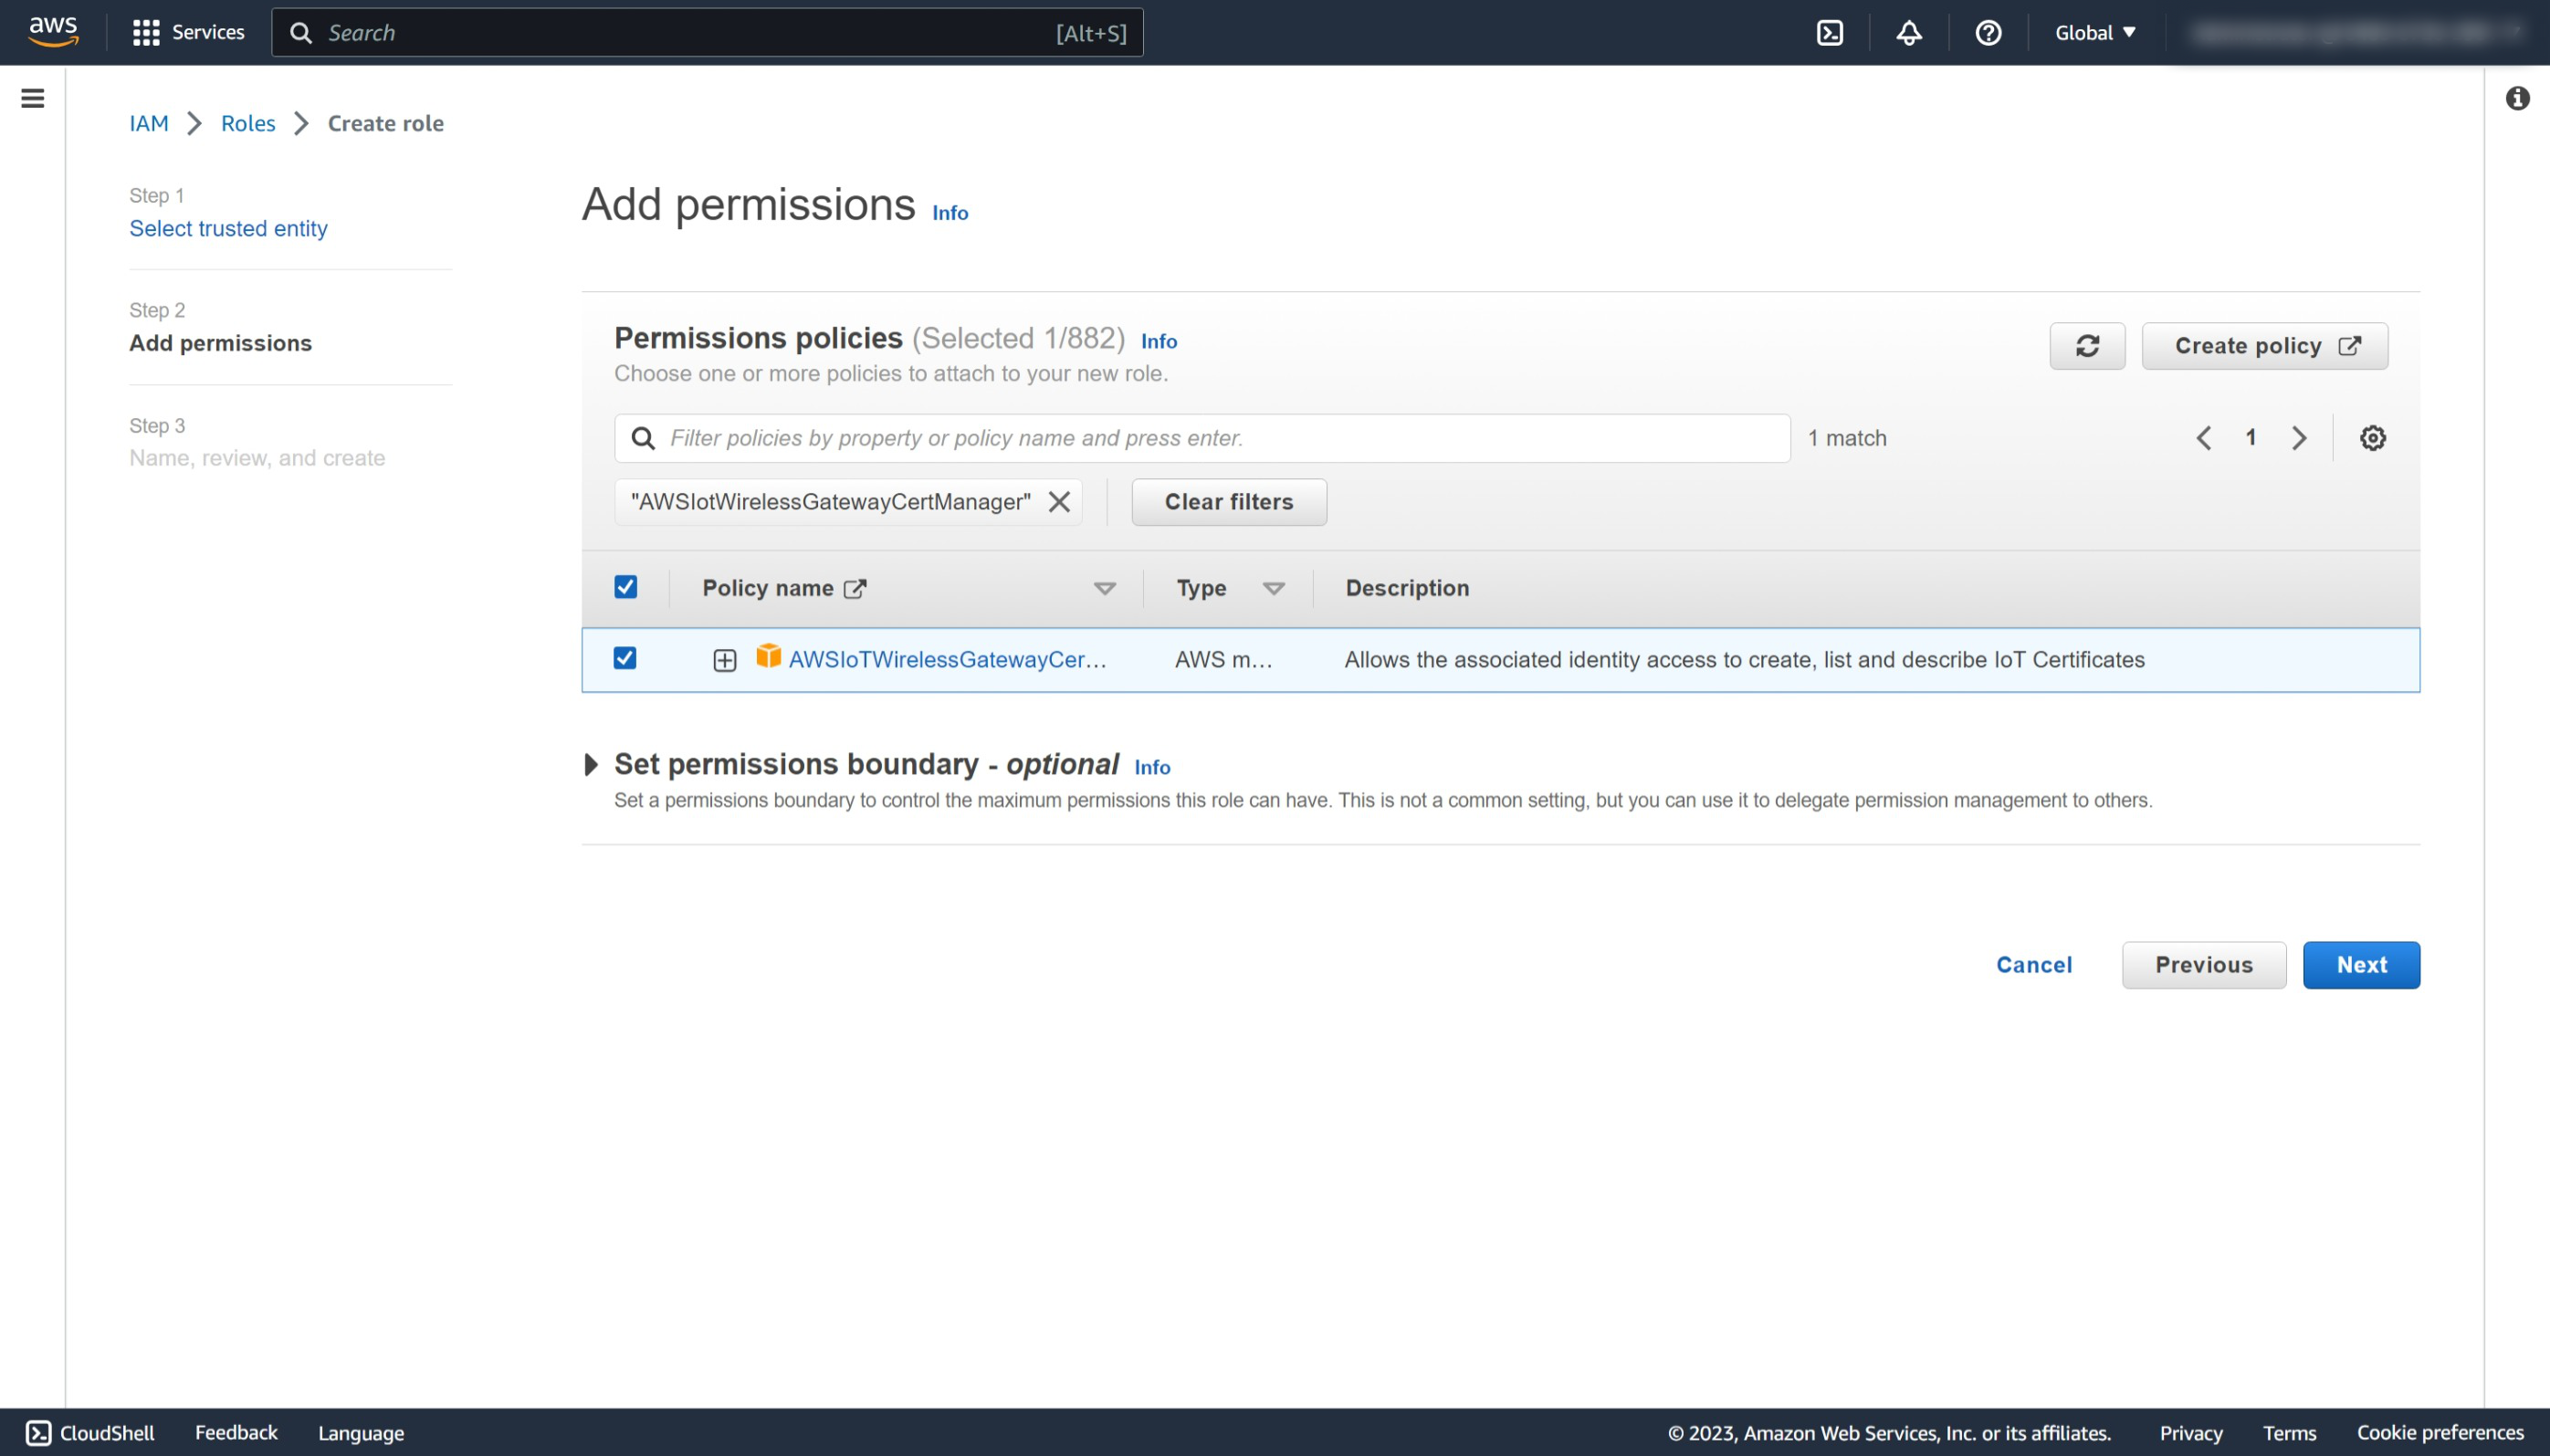 aws
Services
Search
[Alt+S]
Global
IAM
Roles
Create role
Step 1
Select trusted entity
Step 2
Add permissions
Step 3
Name, review, and create
Add permissions Info
Permissions policies (Selected 1/882) Info
Choose one or more policies to attach to your new role.
Create policy
Filter policies by property or policy name and press enter.
1 match
1
"AWSIotWirelessGatewayCertManager"
Clear filters
Policy name
Type
Description
AWSIoTWirelessGatewayCer...
AWS m...
Allows the associated identity access to create, list and describe IoT Certificates
Set permissions boundary - optional Info
Set a permissions boundary to control the maximum permissions this role can have. This is not a common setting, but you can use it to delegate permission management to others.
Cancel
Previous
Next
CloudShell
Feedback
Language
© 2023, Amazon Web Services, Inc. or its affiliates.
Privacy
Terms
Cookie preferences